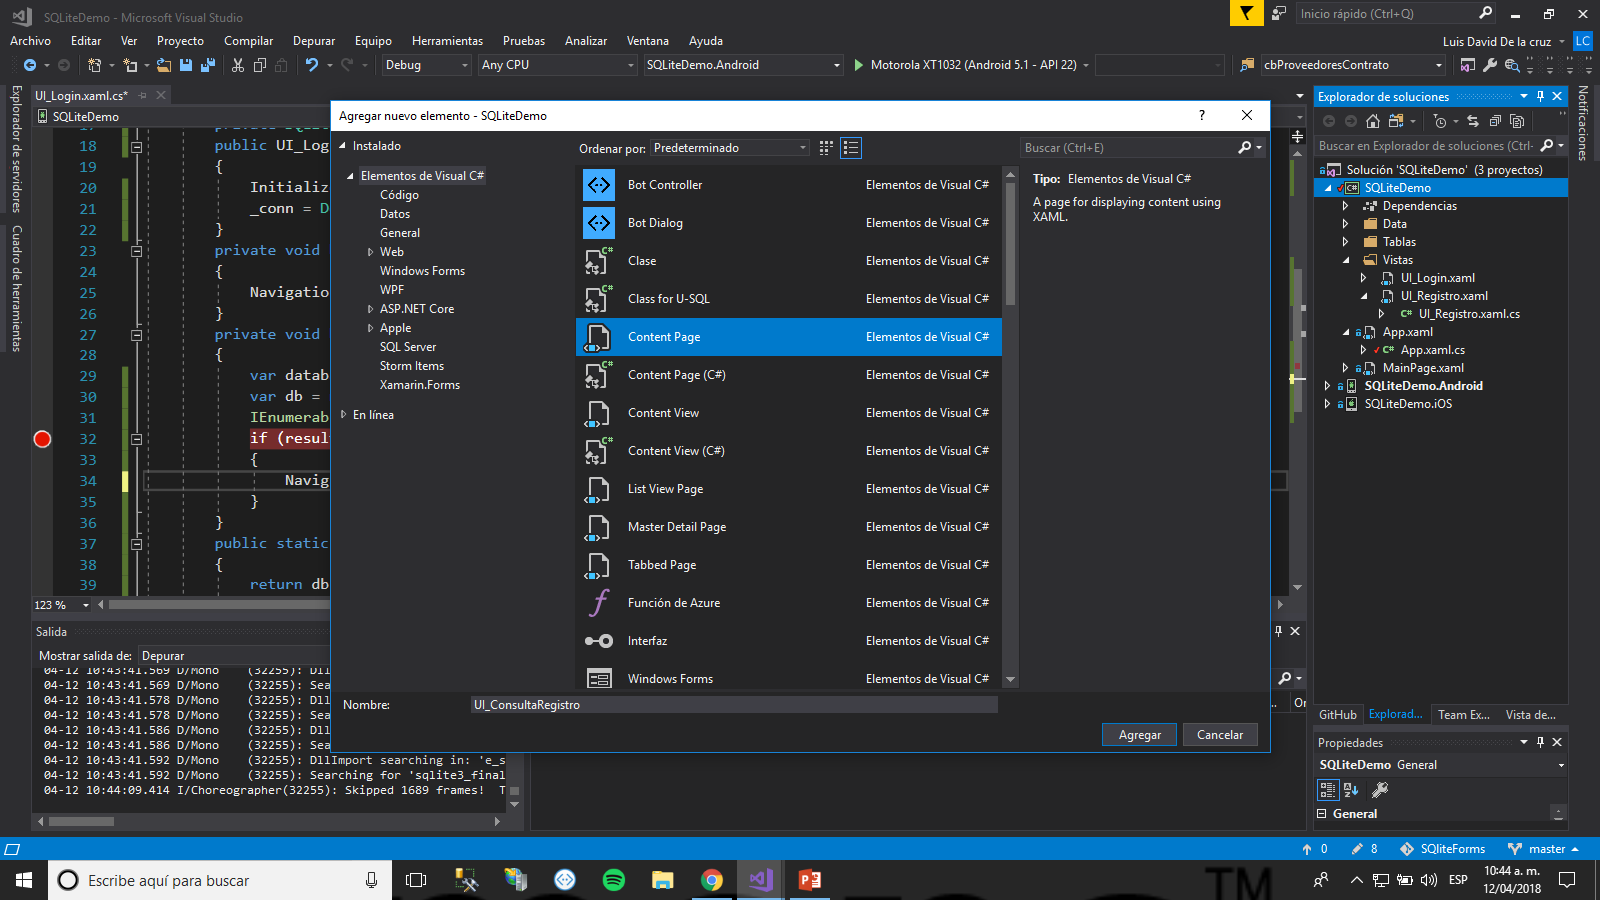 SQLiteDemo - Microsoft Visual Studio
Inicio rápido (Ctrl+Q)
Archivo Editar Ver Proyecto Compilar Depurar Equipo Herramientas Pruebas Analizar Ventana Ayuda
Luis David De la cruz LC
Debug Any CPU SQLiteDemo.Android Motorola XT1032 (Android 5.1 - API 22) cbProveedoresContrato
Explorador de servidores
Cuadro de herramientas
UI_Login.xaml.cs*
SQLiteDemo
18 public UI_Log
19 {
20 Initializ
21 _conn = D
22 }
23 private void
24 {
25 Navigatio
26 }
27 private void
28 {
29 var datab
30 var db =
31 IEnumerab
32 if (resul
33 {
34 Navig
35 }
36 }
37 public static
38 {
39 return db
123 %
Salida
Mostrar salida de: Depurar
04-12 10:43:41.569 D/Mono (32255): Dll
04-12 10:43:41.569 D/Mono (32255): Sea
04-12 10:43:41.578 D/Mono (32255): Dll
04-12 10:43:41.578 D/Mono (32255): Sea
04-12 10:43:41.586 D/Mono (32255): Dll
04-12 10:43:41.586 D/Mono (32255): Sea
04-12 10:43:41.592 D/Mono (32255): DllImport searching in: 'e_s
04-12 10:43:41.592 D/Mono (32255): Searching for 'sqlite3_final
04-12 10:44:09.414 I/Choreographer(32255): Skipped 1689 frames! T
Agregar nuevo elemento - SQLiteDemo
?
Instalado
Elementos de Visual C#
Código
Datos
General
Web
Windows Forms
WPF
ASP.NET Core
Apple
SQL Server
Storm Items
Xamarin.Forms
En línea
Ordenar por: Predeterminado
Buscar (Ctrl+E)
Bot Controller Elementos de Visual C#
Bot Dialog Elementos de Visual C#
Clase Elementos de Visual C#
Class for U-SQL Elementos de Visual C#
Content Page Elementos de Visual C#
Content Page (C#) Elementos de Visual C#
Content View Elementos de Visual C#
Content View (C#) Elementos de Visual C#
List View Page Elementos de Visual C#
Master Detail Page Elementos de Visual C#
Tabbed Page Elementos de Visual C#
Función de Azure Elementos de Visual C#
Interfaz Elementos de Visual C#
Windows Forms Elementos de Visual C#
Tipo: Elementos de Visual C#
A page for displaying content using
XAML.
Nombre: UI_ConsultaRegistro
Agregar Cancelar
Explorador de soluciones
Buscar en Explorador de soluciones (Ctrl-
Solución 'SQLiteDemo' (3 proyectos)
SQLiteDemo
Dependencias
Data
Tablas
Vistas
UI_Login.xaml
UI_Registro.xaml
UI_Registro.xaml.cs
App.xaml
App.xaml.cs
MainPage.xaml
SQLiteDemo.Android
SQLiteDemo.iOS
Notificaciones
GitHub Explorad... Team Ex... Vista de...
Propiedades
SQLiteDemo General
General
0 8 SQliteForms master
Escribe aquí para buscar
TM
ESP
10:44 a. m.
12/04/2018